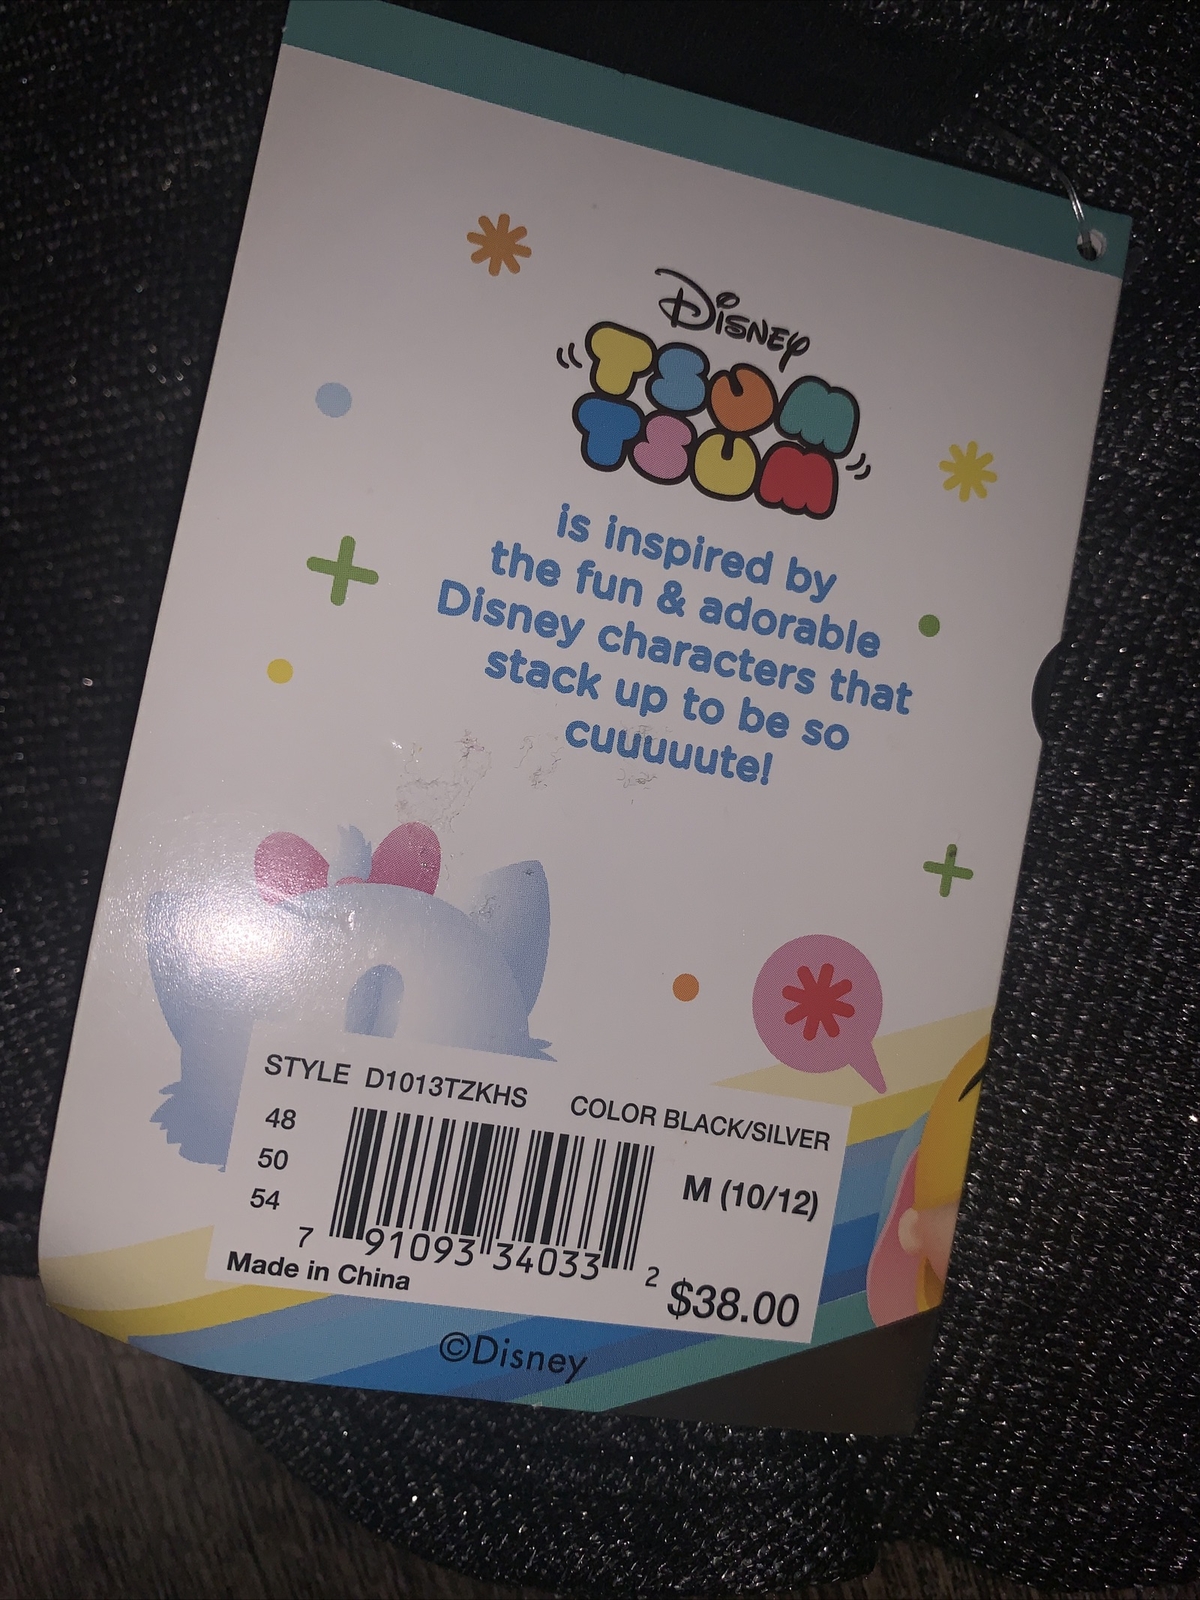 Disney
TSUM
TSUM
is inspired by
the fun & adorable
Disney characters that
stack up to be so
cuuuuute!
STYLE D1013TZKHS COLOR BLACK/SILVER
48
50
54
M (10/12)
7 91093 34033 2
Made in China
$38.00
©Disney